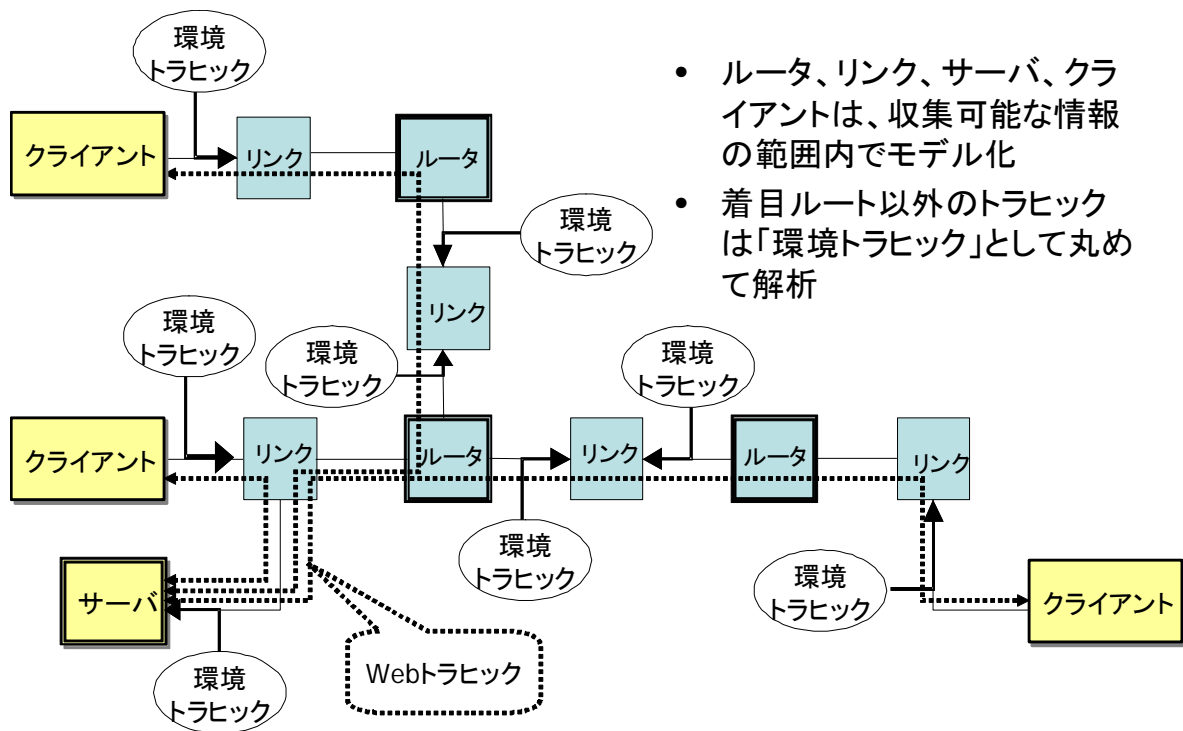 環境
トラヒック
クライアント
リンク
ルータ
• ルータ、リンク、サーバ、クラ
イアントは、収集可能な情報
の範囲内でモデル化
• 着目ルート以外のトラヒック
は「環境トラヒック」として丸め
て解析
環境
トラヒック
リンク
環境
トラヒック
環境
トラヒック
環境
トラヒック
クライアント
リンク
ルータ
リンク
ルータ
リンク
環境
トラヒック
環境
トラヒック
サーバ
クライアント
Webトラヒック
環境
トラヒック